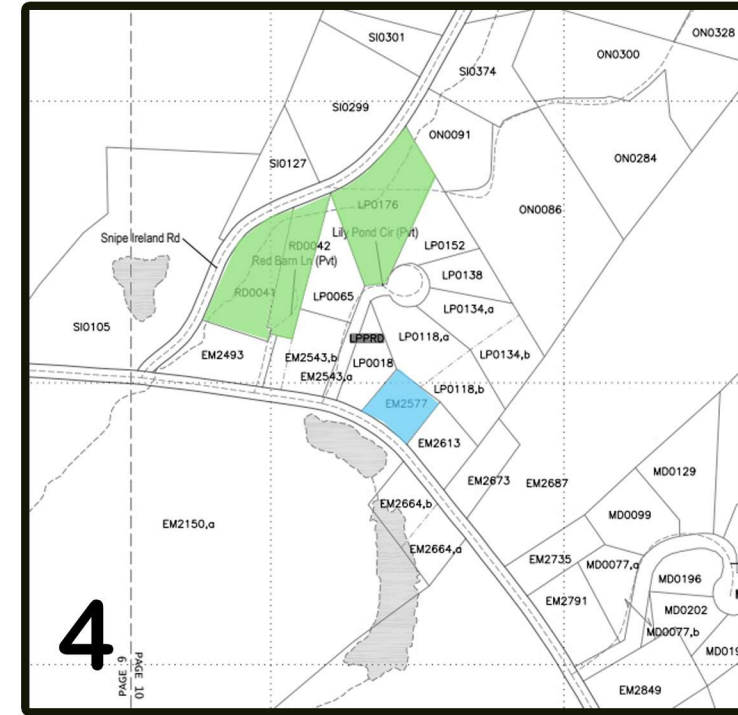 ON0328
SI0301
ON0300
SI0374
SI0299
ON0091
SI0127
ON0284
LP0176
ON0086
Snipe Ireland Rd
Lily Pond Cir (Pvt)
RD0042
LP0152
Red Barn Ln (Pvt)
LP0138
RD0041
LP0065
LP0134,a
SI0105
LPPRD
LP0118,a
EM2493
EM2543,b
LP0018
LP0134,b
EM2543,a
LP0118,b
EM2577
EM2613
EM2673
EM2687
MD0129
EM2664,b
MD0099
EM2150,a
EM2664,a
EM2735
MD0077,a
MD0196
EM2791
MD0202
MD0077,b
4
PAGE 9
PAGE 10
EM2849